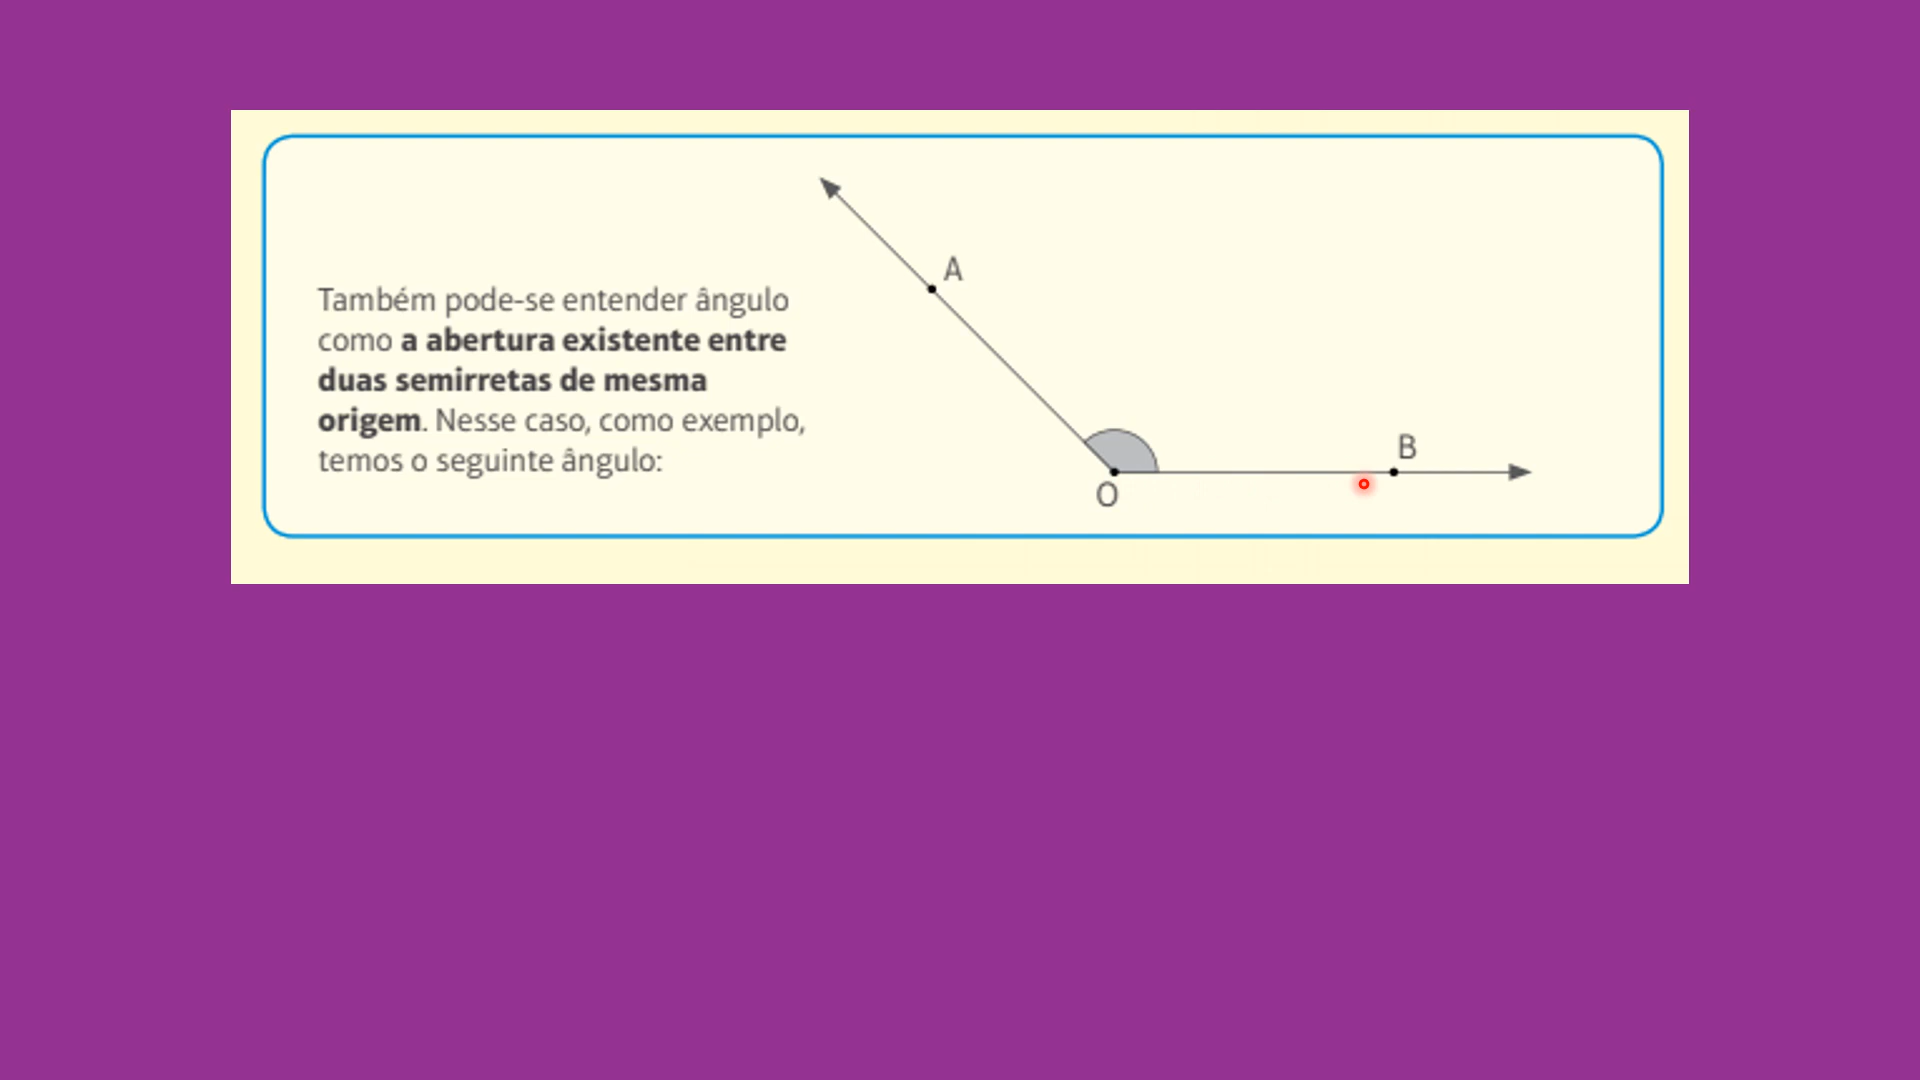 Também pode-se entender ângulo
como a abertura existente entre
duas semirretas de mesma
origem. Nesse caso, como exemplo,
temos o seguinte ângulo:
A
B
O